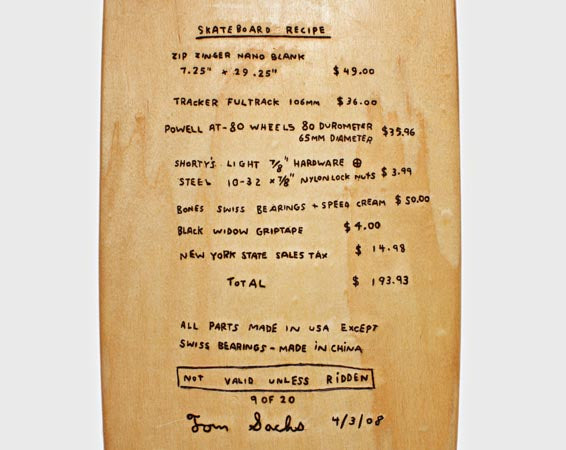 SKATEBOARD RECIPE
ZIP ZINGER NANO BLANK
7.25" x 29.25" $49.00
TRACKER FULTRACK 106MM $36.00
POWELL AT-80 WHEELS 80 DUROMETER
65MM DIAMETER $35.96
SHORTY'S LIGHT 7/8" HARDWARE ⊕
STEEL 10-32 x 7/8" NYLON LOCK NUTS $3.99
BONES SWISS BEARINGS + SPEED CREAM $50.00
BLACK WIDOW GRIPTAPE $4.00
NEW YORK STATE SALES TAX $14.98
TOTAL $193.93
ALL PARTS MADE IN USA EXCEPT
SWISS BEARINGS - MADE IN CHINA
NOT VALID UNLESS RIDDEN
9 OF 20
Tom Sachs 4/3/08